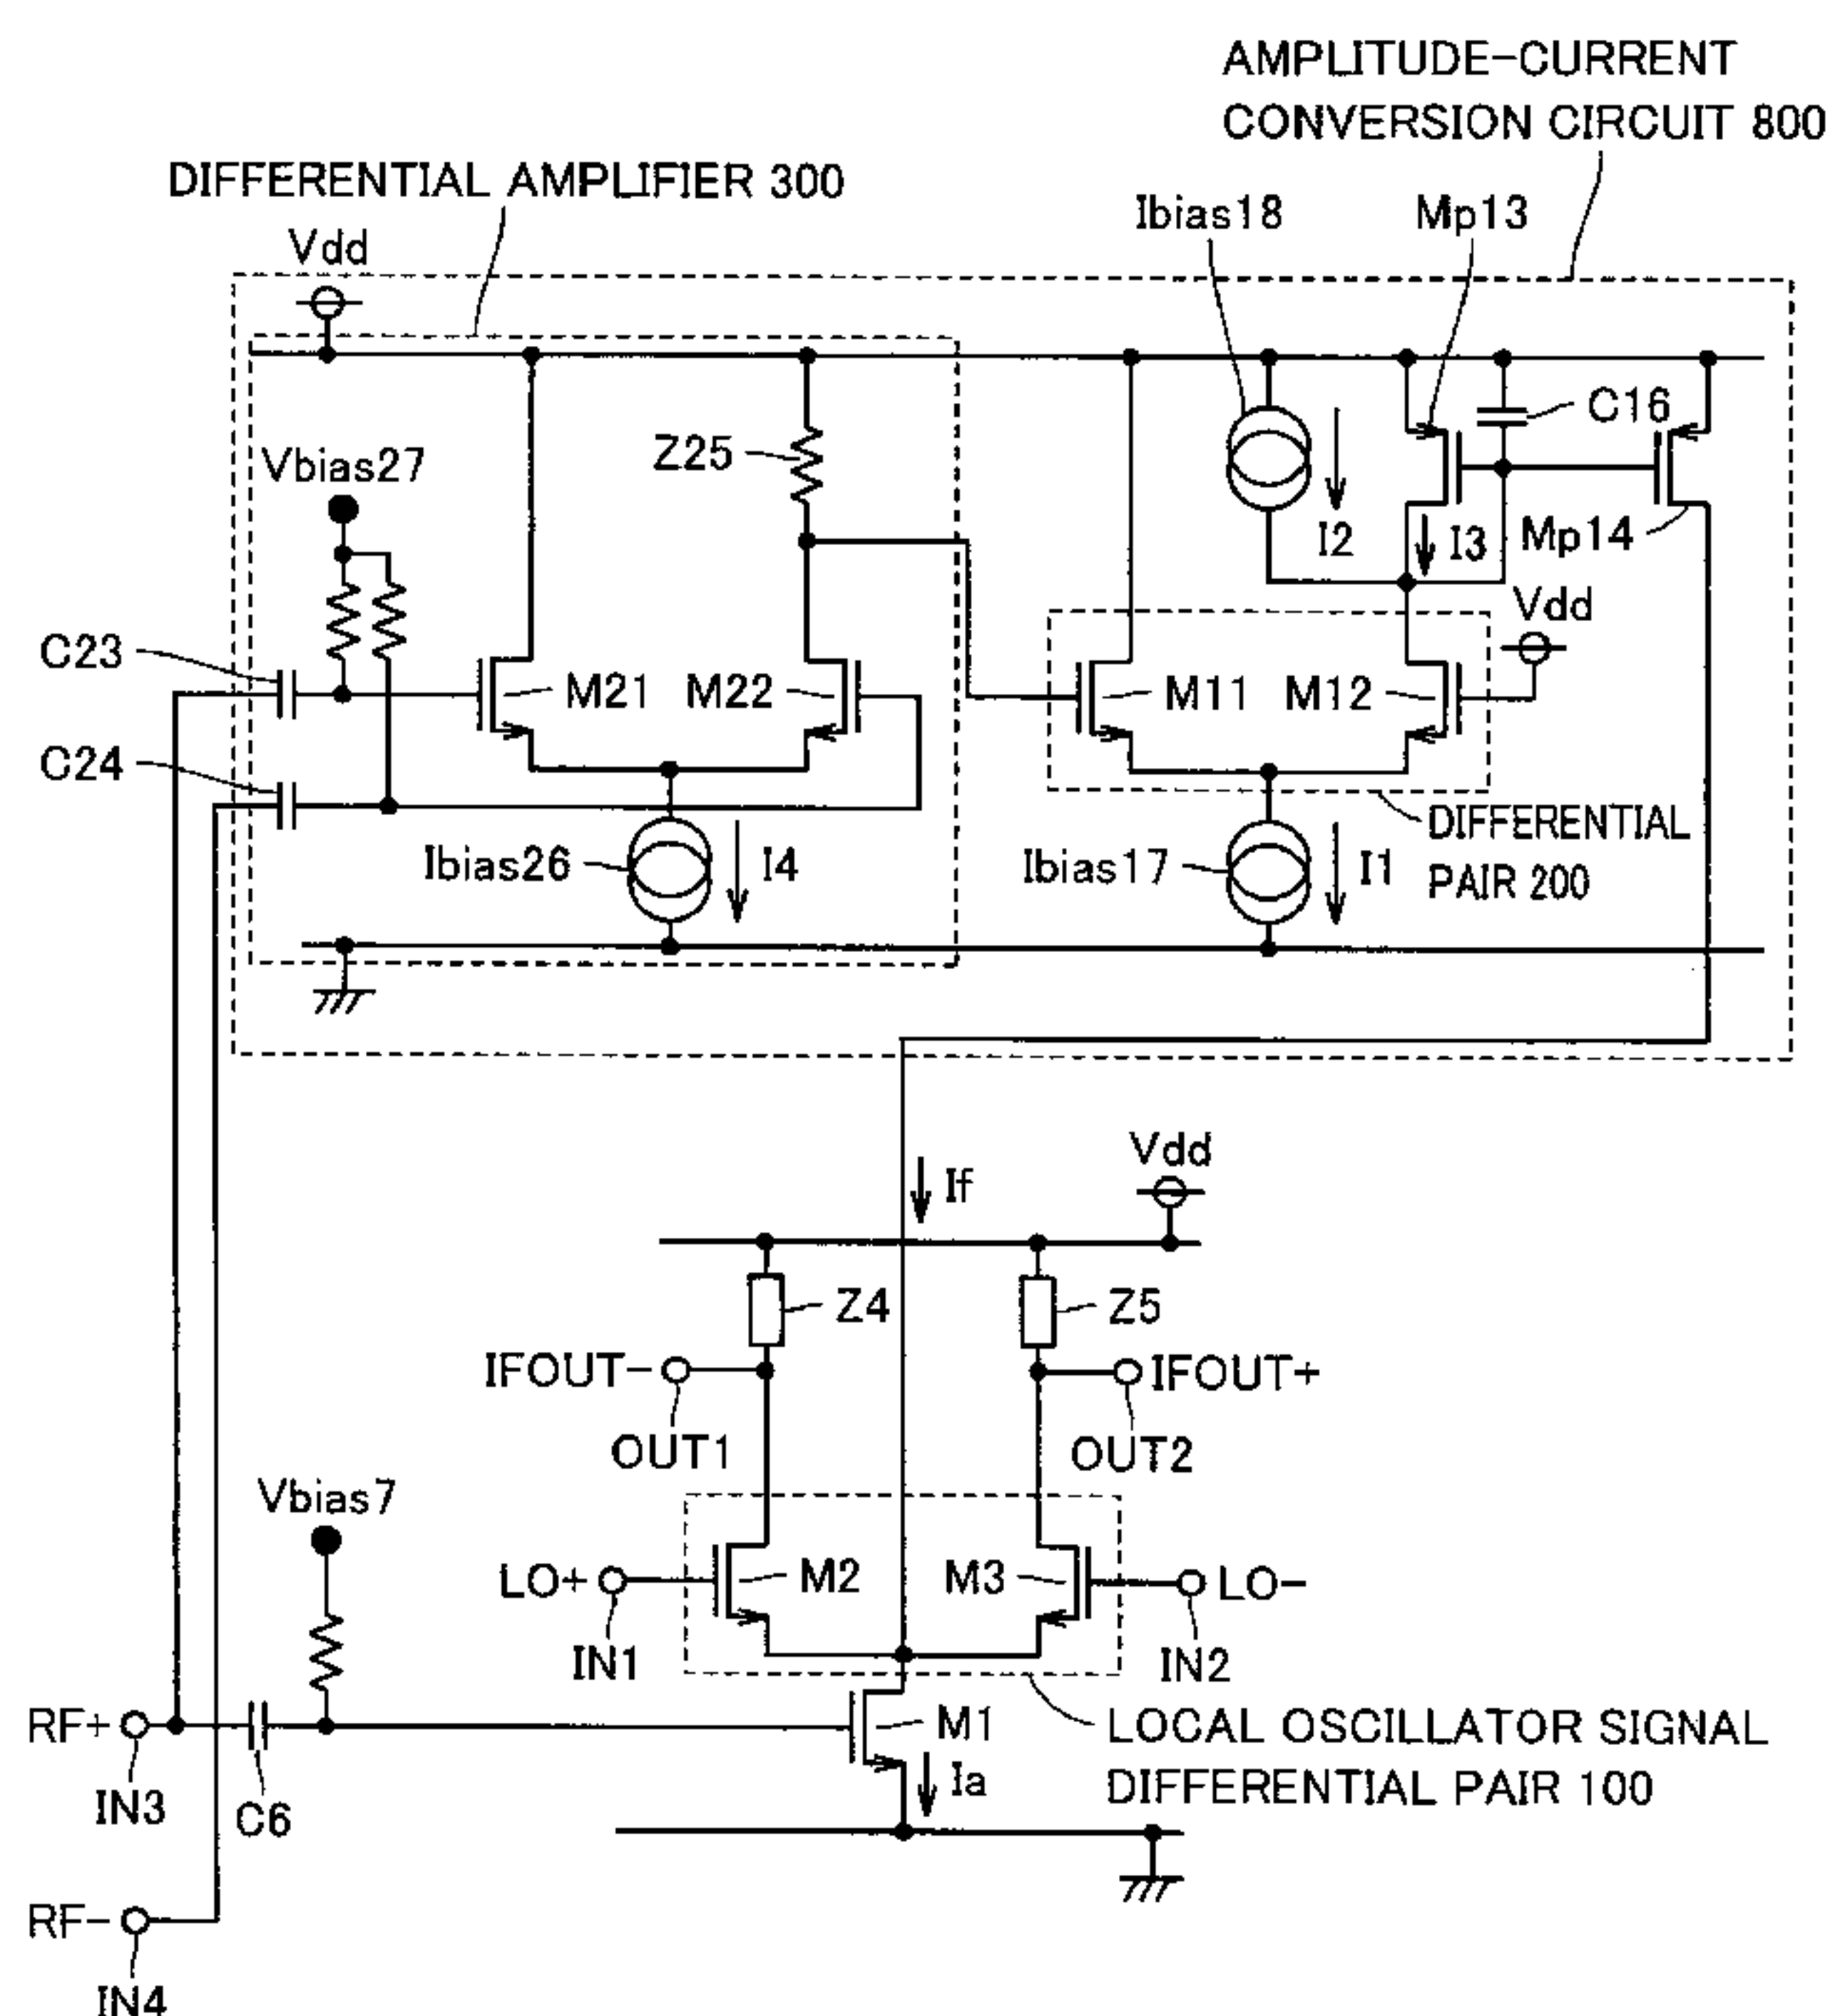 AMPLITUDE-CURRENT
CONVERSION CIRCUIT 800
DIFFERENTIAL AMPLIFIER 300
Ibias18
Mp13
Vdd
C16
Z25
Vbias27
I2
I3
Mp14
Vdd
C23
M21
M22
M11
M12
C24
DIFFERENTIAL
PAIR 200
Ibias26
I4
Ibias17
I1
If
Vdd
Z4
Z5
IFOUT-
IFOUT+
OUT1
OUT2
Vbias7
LO+
M2
M3
LO-
IN1
IN2
RF+
M1
LOCAL OSCILLATOR SIGNAL
DIFFERENTIAL PAIR 100
Ia
IN3
C6
RF-
IN4